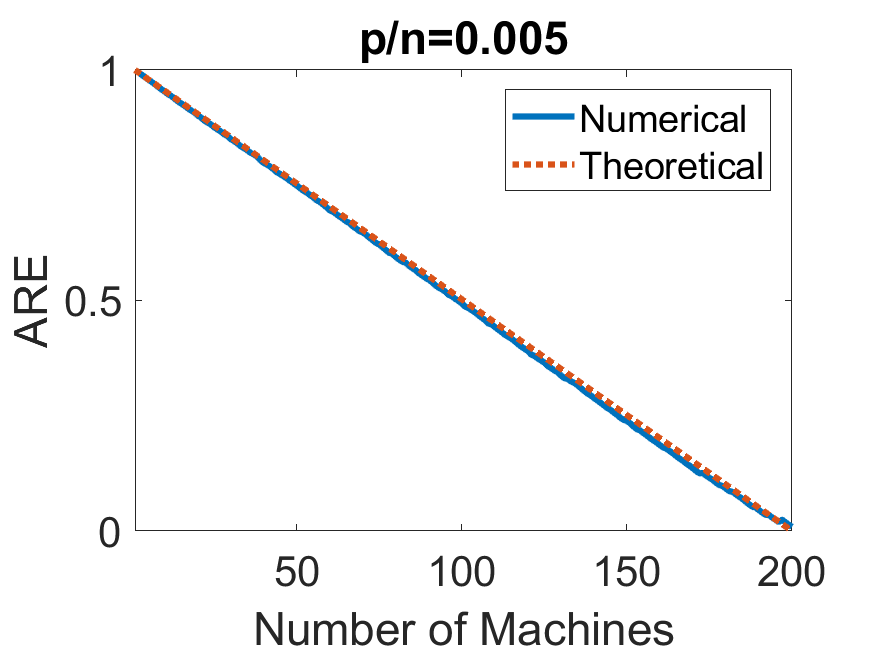 p/n=0.005
Numerical
Theoretical
ARE
1
0.5
0
50
100
150
200
Number of Machines